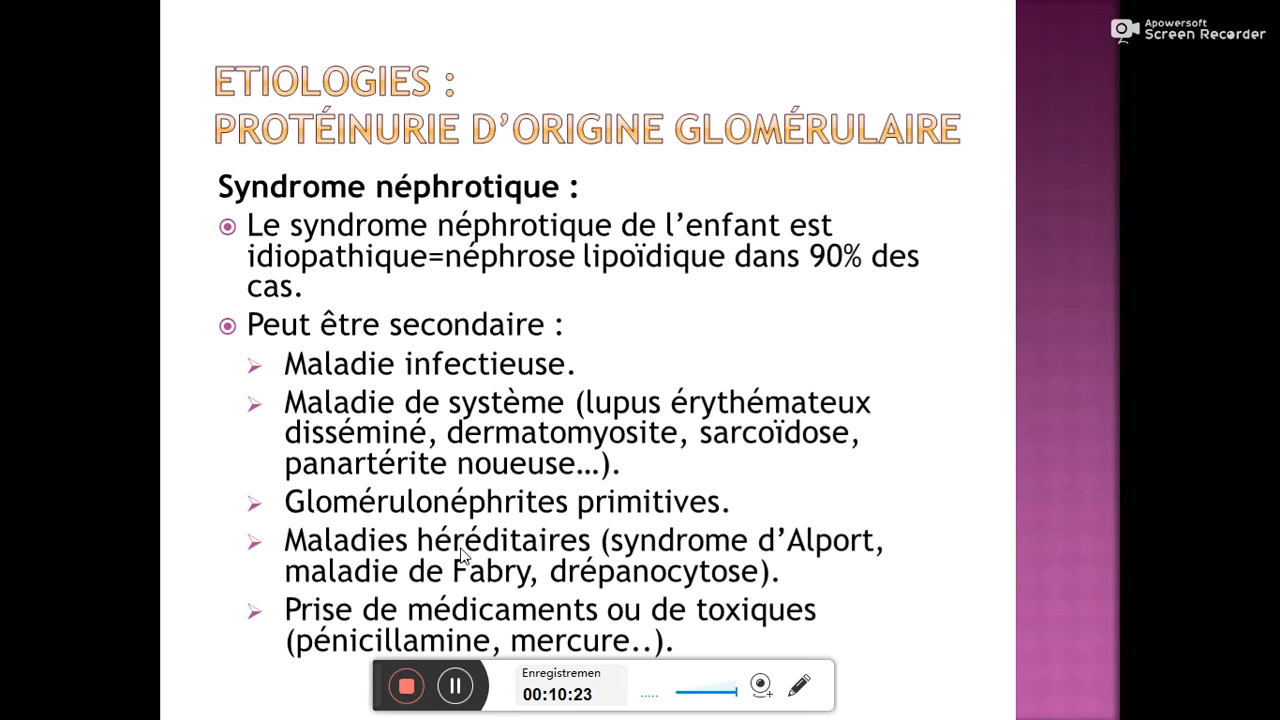 Apowersoft
Screen Recorder
ETIOLOGIES :
PROTÉINURIE D’ORIGINE GLOMÉRULAIRE
Syndrome néphrotique :
Le syndrome néphrotique de l’enfant est
idiopathique=néphrose lipoïdique dans 90% des
cas.
Peut être secondaire :
Maladie infectieuse.
Maladie de système (lupus érythémateux
disséminé, dermatomyosite, sarcoïdose,
panartérite noueuse…).
Glomérulonéphrites primitives.
Maladies héréditaires (syndrome d’Alport,
maladie de Fabry, drépanocytose).
Prise de médicaments ou de toxiques
(pénicillamine, mercure..).
Enregistremen
00:10:23